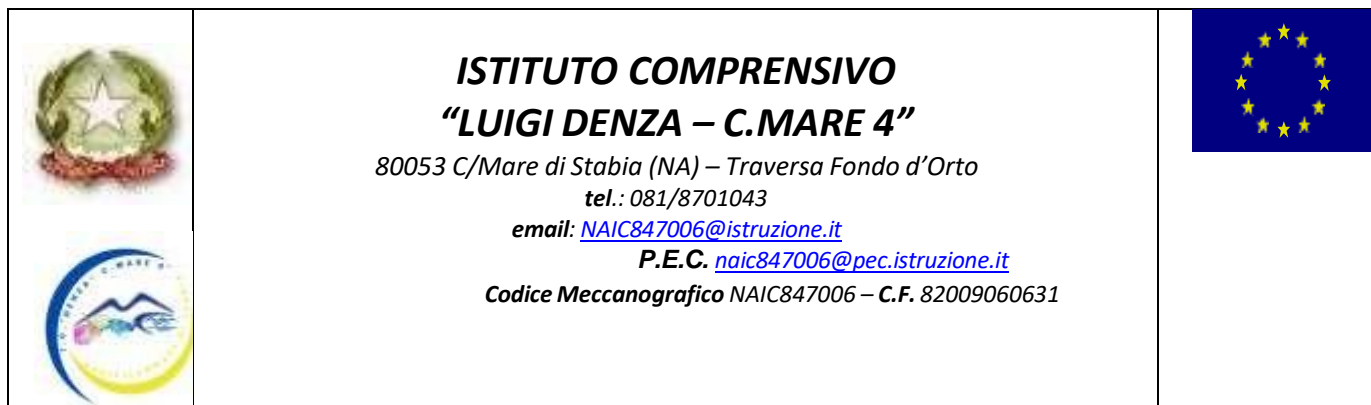 ISTITUTO COMPRENSIVO
“LUIGI DENZA – C.MARE 4”
80053 C/Mare di Stabia (NA) – Traversa Fondo d’Orto
tel.: 081/8701043
email: NAIC847006@istruzione.it
P.E.C. naic847006@pec.istruzione.it
Codice Meccanografico NAIC847006 – C.F. 82009060631